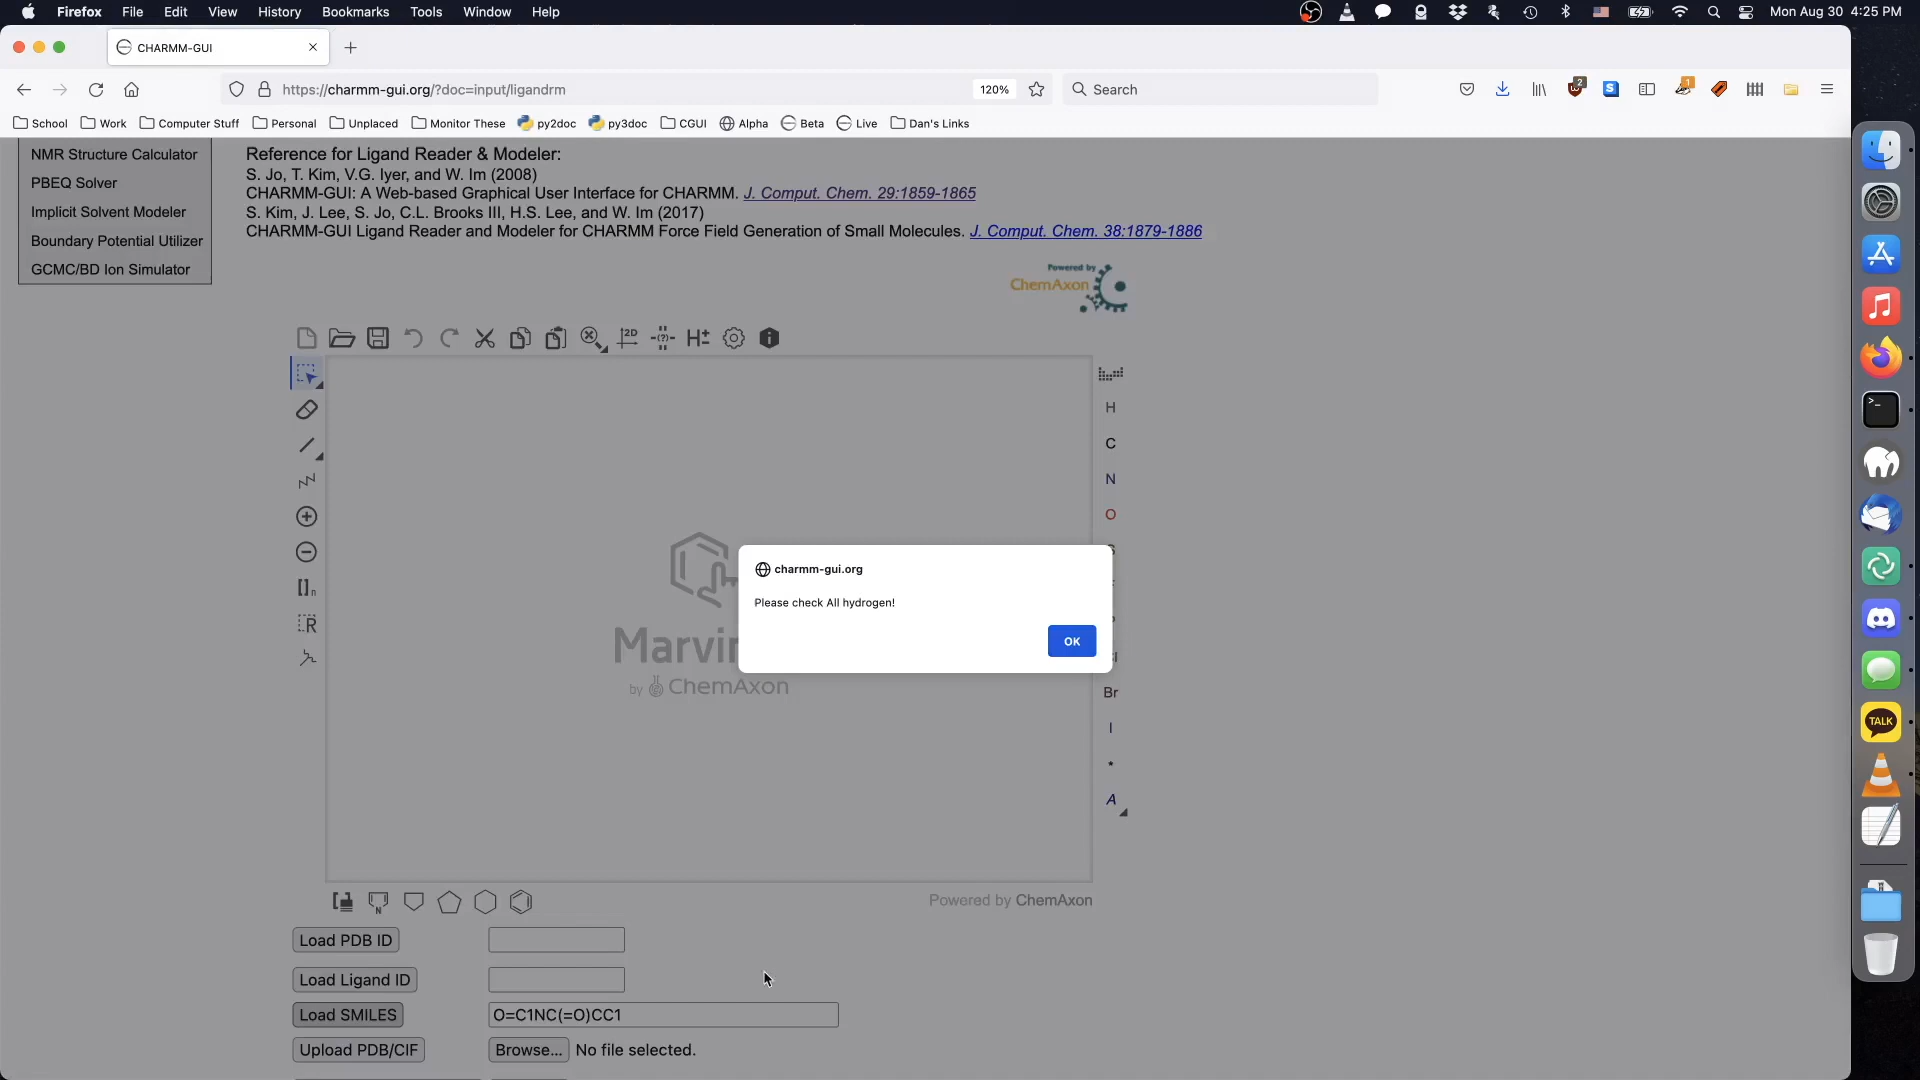 Firefox File Edit View History Bookmarks Tools Window Help Mon Aug 30 4:25 PM
CHARMM-GUI
https://charmm-gui.org/?doc=input/ligandrm 120% Search 2 S 1
School Work Computer Stuff Personal Unplaced Monitor These py2doc py3doc CGUI Alpha Beta Live Dan's Links
NMR Structure Calculator
PBEQ Solver
Implicit Solvent Modeler
Boundary Potential Utilizer
GCMC/BD Ion Simulator
Reference for Ligand Reader & Modeler:
S. Jo, T. Kim, V.G. Iyer, and W. Im (2008)
CHARMM-GUI: A Web-based Graphical User Interface for CHARMM. J. Comput. Chem. 29:1859-1865
S. Kim, J. Lee, S. Jo, C.L. Brooks III, H.S. Lee, and W. Im (2017)
CHARMM-GUI Ligand Reader and Modeler for CHARMM Force Field Generation of Small Molecules. J. Comput. Chem. 38:1879-1886
Powered by
ChemAxon
2D (?) H±
H
C
N
O
charmm-gui.org
Please check All hydrogen!
OK
[]n
R
by ChemAxon
Br
I
*
A
N
Powered by ChemAxon
Load PDB ID
Load Ligand ID
Load SMILES O=C1NC(=O)CC1
Upload PDB/CIF Browse... No file selected.
TALK